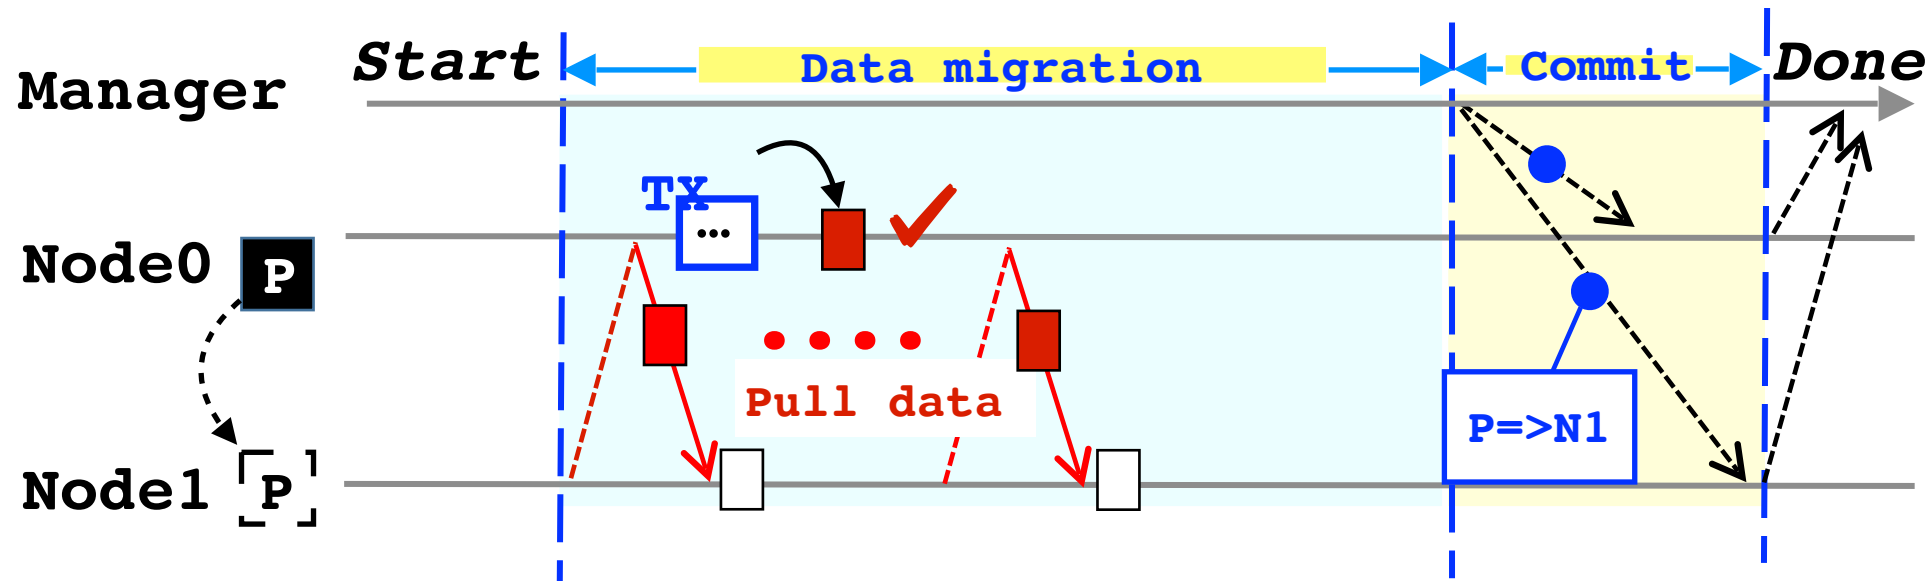 Start
Data migration
Commit
Done
Manager
TX
...
Node0
P
Pull data
P=>N1
Node1
P